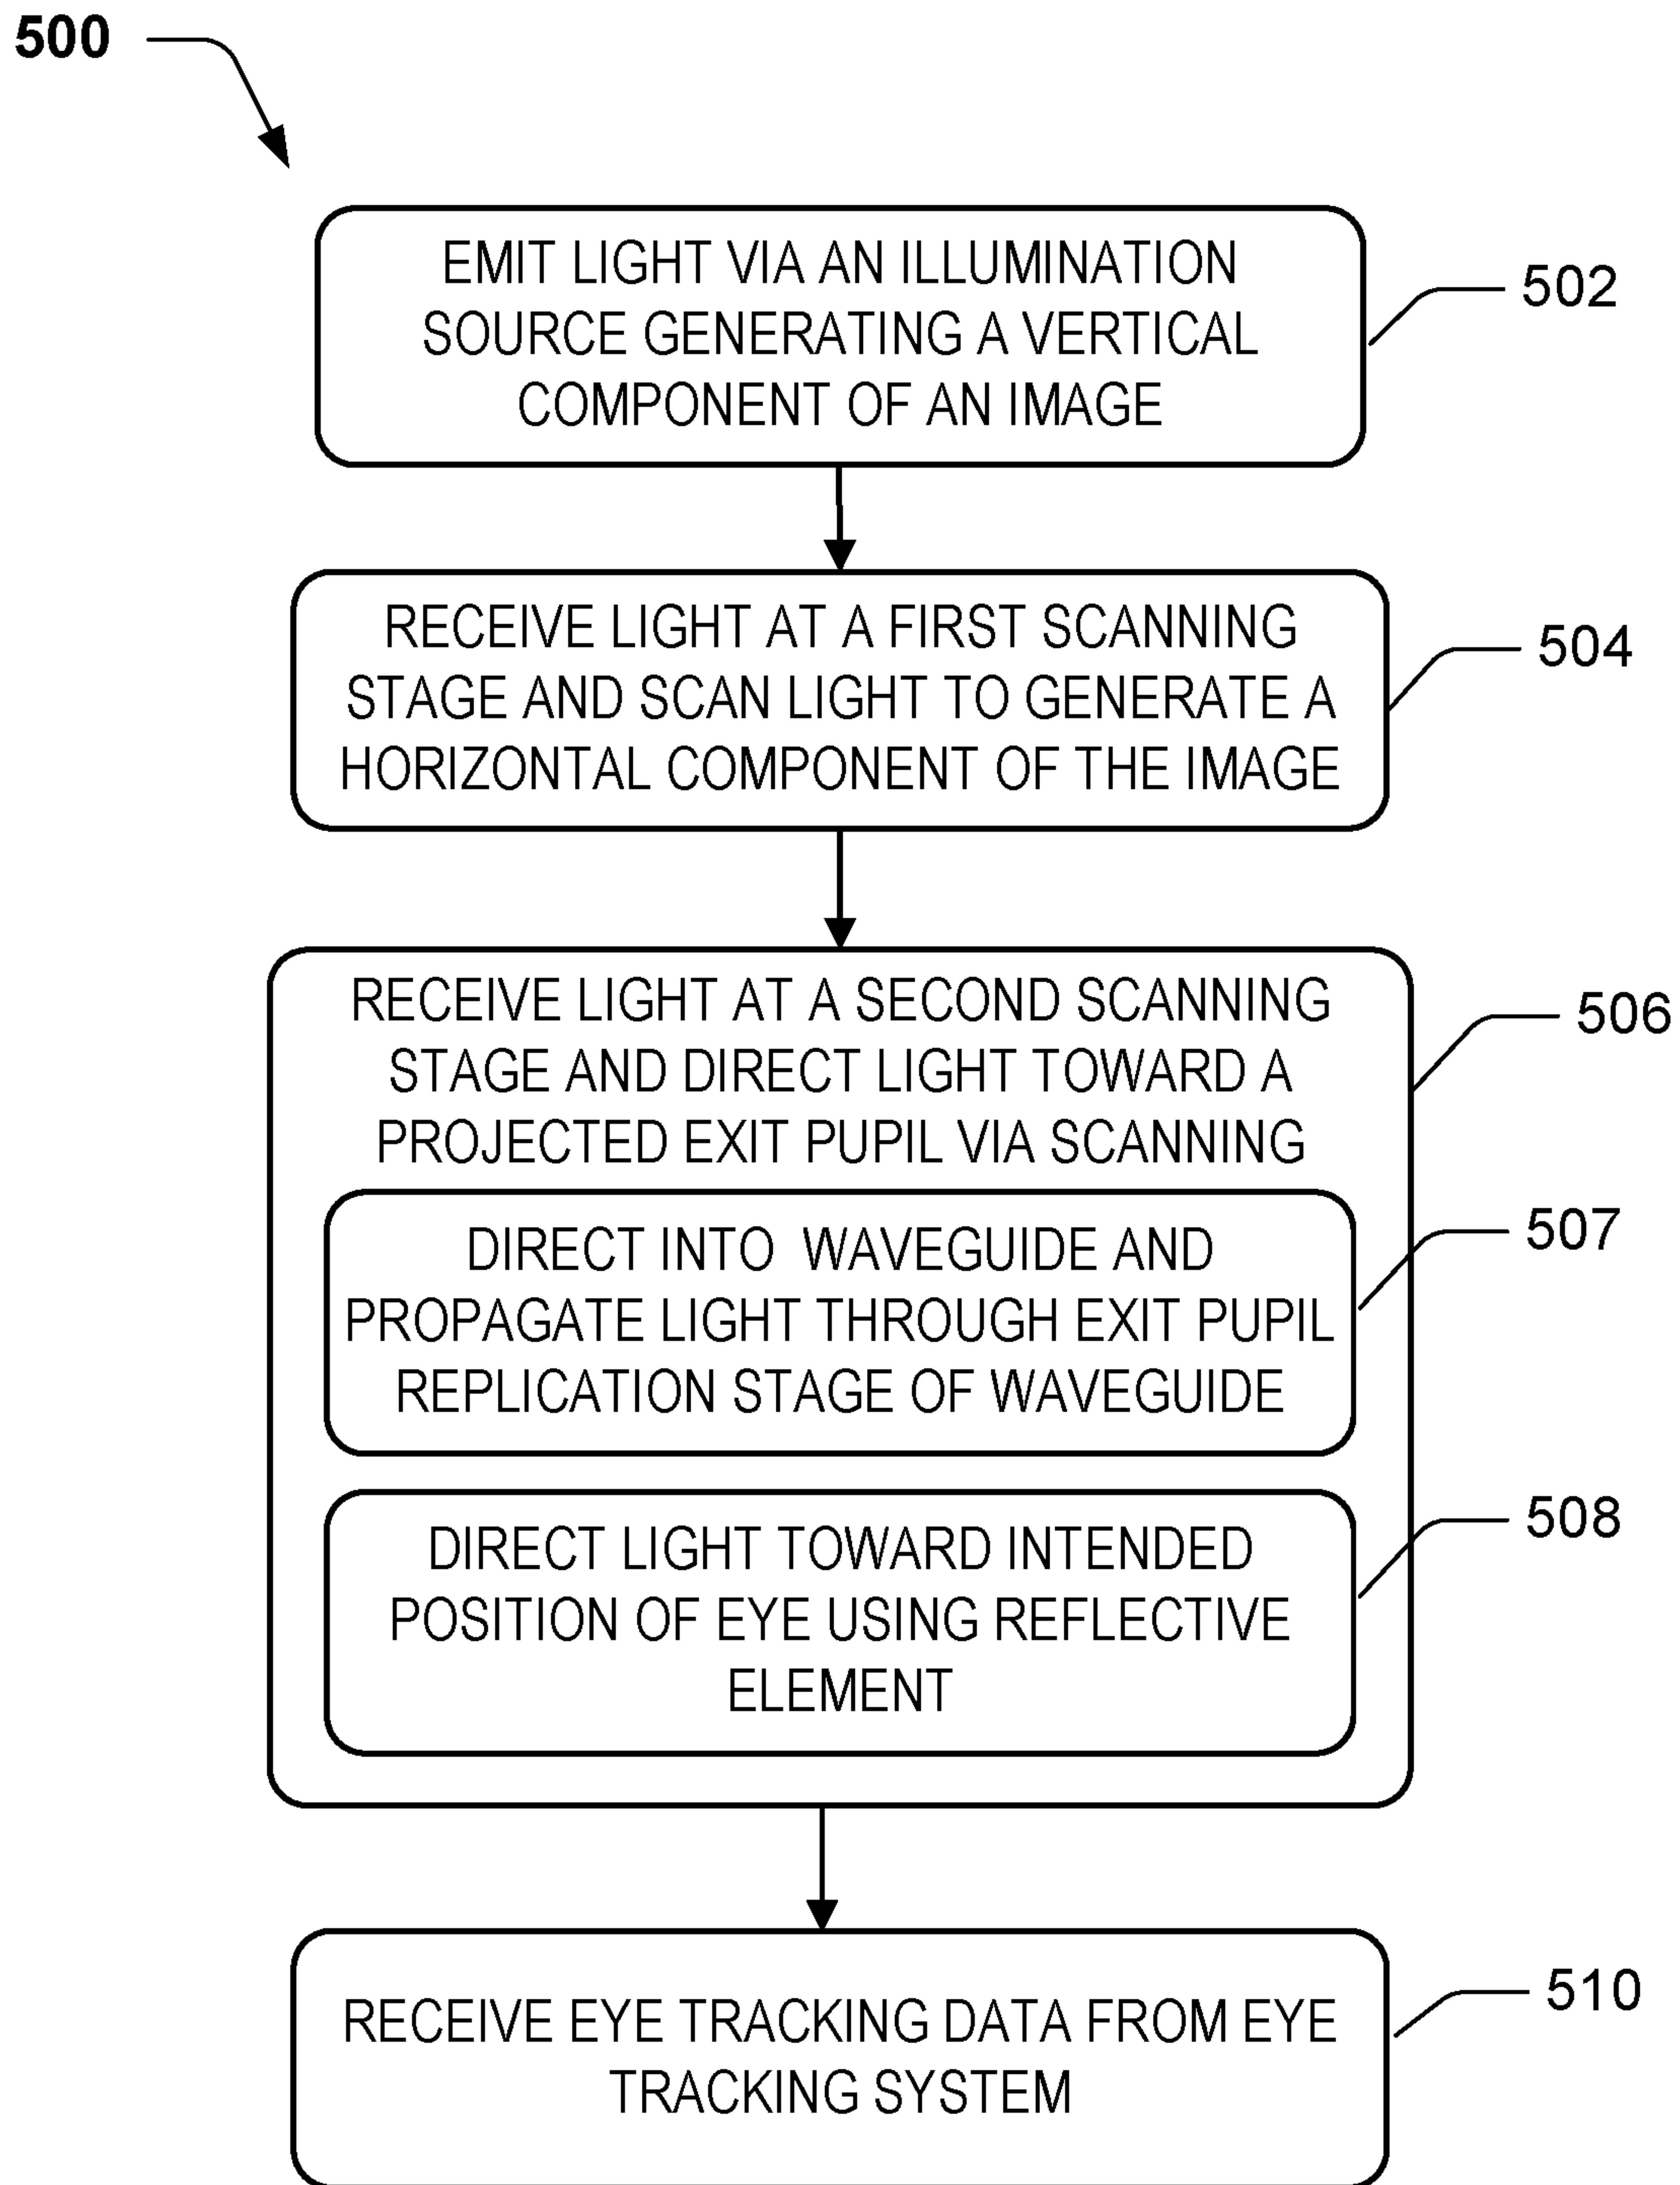 500
EMIT LIGHT VIA AN ILLUMINATION
SOURCE GENERATING A VERTICAL
COMPONENT OF AN IMAGE
502
RECEIVE LIGHT AT A FIRST SCANNING
STAGE AND SCAN LIGHT TO GENERATE A
HORIZONTAL COMPONENT OF THE IMAGE
504
RECEIVE LIGHT AT A SECOND SCANNING
STAGE AND DIRECT LIGHT TOWARD A
PROJECTED EXIT PUPIL VIA SCANNING
506
DIRECT INTO WAVEGUIDE AND
PROPAGATE LIGHT THROUGH EXIT PUPIL
REPLICATION STAGE OF WAVEGUIDE
507
DIRECT LIGHT TOWARD INTENDED
POSITION OF EYE USING REFLECTIVE
ELEMENT
508
RECEIVE EYE TRACKING DATA FROM EYE
TRACKING SYSTEM
510